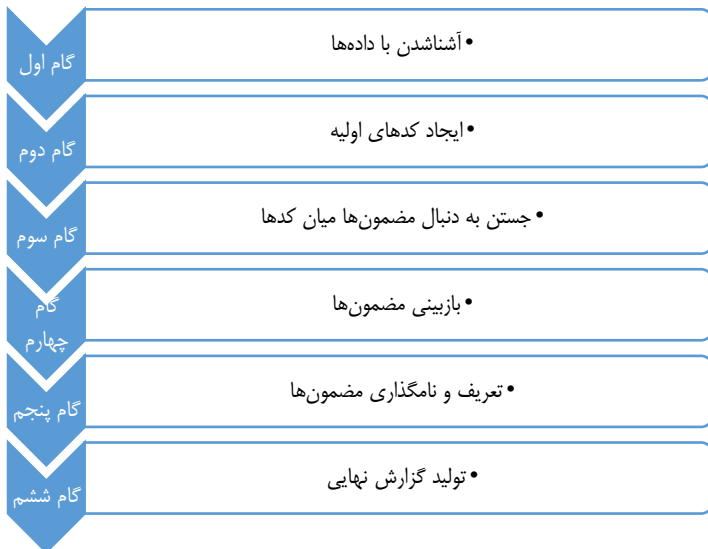 گام اول
•آشناشدن با داده‌ها
گام دوم
•ایجاد کدهای اولیه
گام سوم
•جستن به دنبال مضمون‌ها میان کدها
گام
چهارم
•بازبینی مضمون‌ها
گام پنجم
•تعریف و نامگذاری مضمون‌ها
گام ششم
•تولید گزارش نهایی